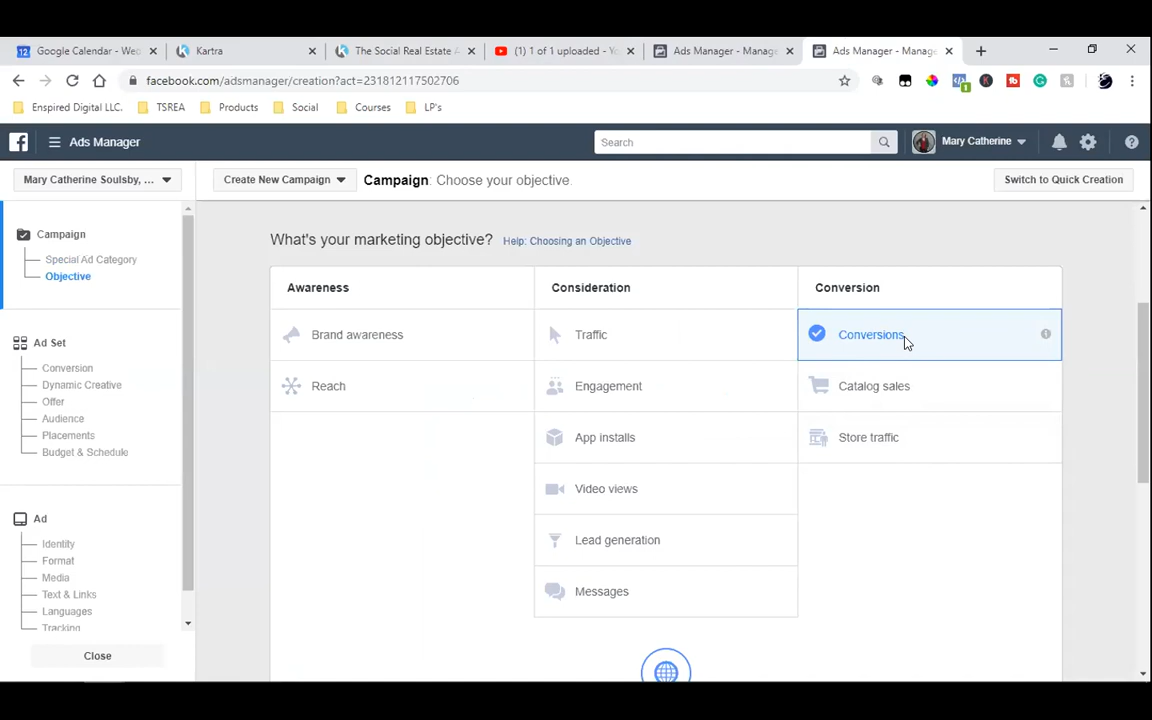 Google Calendar - Web
Kartra
The Social Real Estate A
(1) 1 of 1 uploaded - Yo
Ads Manager - Manage
Ads Manager - Manage
facebook.com/adsmanager/creation?act=231812117502706
Enspired Digital LLC.
TSREA
Products
Social
Courses
LP's
Ads Manager
Search
Mary Catherine
Mary Catherine Soulsby, ...
Create New Campaign
Campaign: Choose your objective.
Switch to Quick Creation
Campaign
Special Ad Category
Objective
Ad Set
Conversion
Dynamic Creative
Offer
Audience
Placements
Budget & Schedule
Ad
Identity
Format
Media
Text & Links
Languages
Tracking
Close
What's your marketing objective? Help: Choosing an Objective
Awareness
Consideration
Conversion
Brand awareness
Traffic
Conversions
Reach
Engagement
Catalog sales
App installs
Store traffic
Video views
Lead generation
Messages